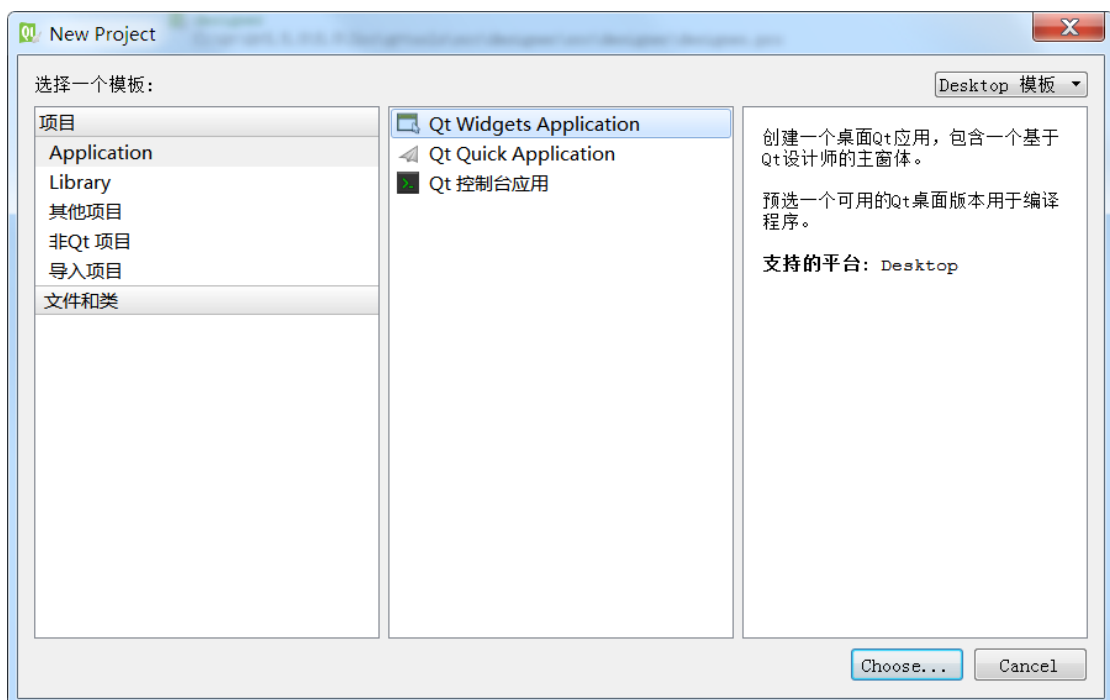 New Project
选择一个模板:
Desktop 模板
项目
Application
Library
其他项目
非Qt 项目
导入项目
文件和类
Qt Widgets Application
Qt Quick Application
Qt 控制台应用
创建一个桌面Qt应用，包含一个基于
Qt设计师的主窗体。
预选一个可用的Qt桌面版本用于编译
程序。
支持的平台: Desktop
Choose...
Cancel